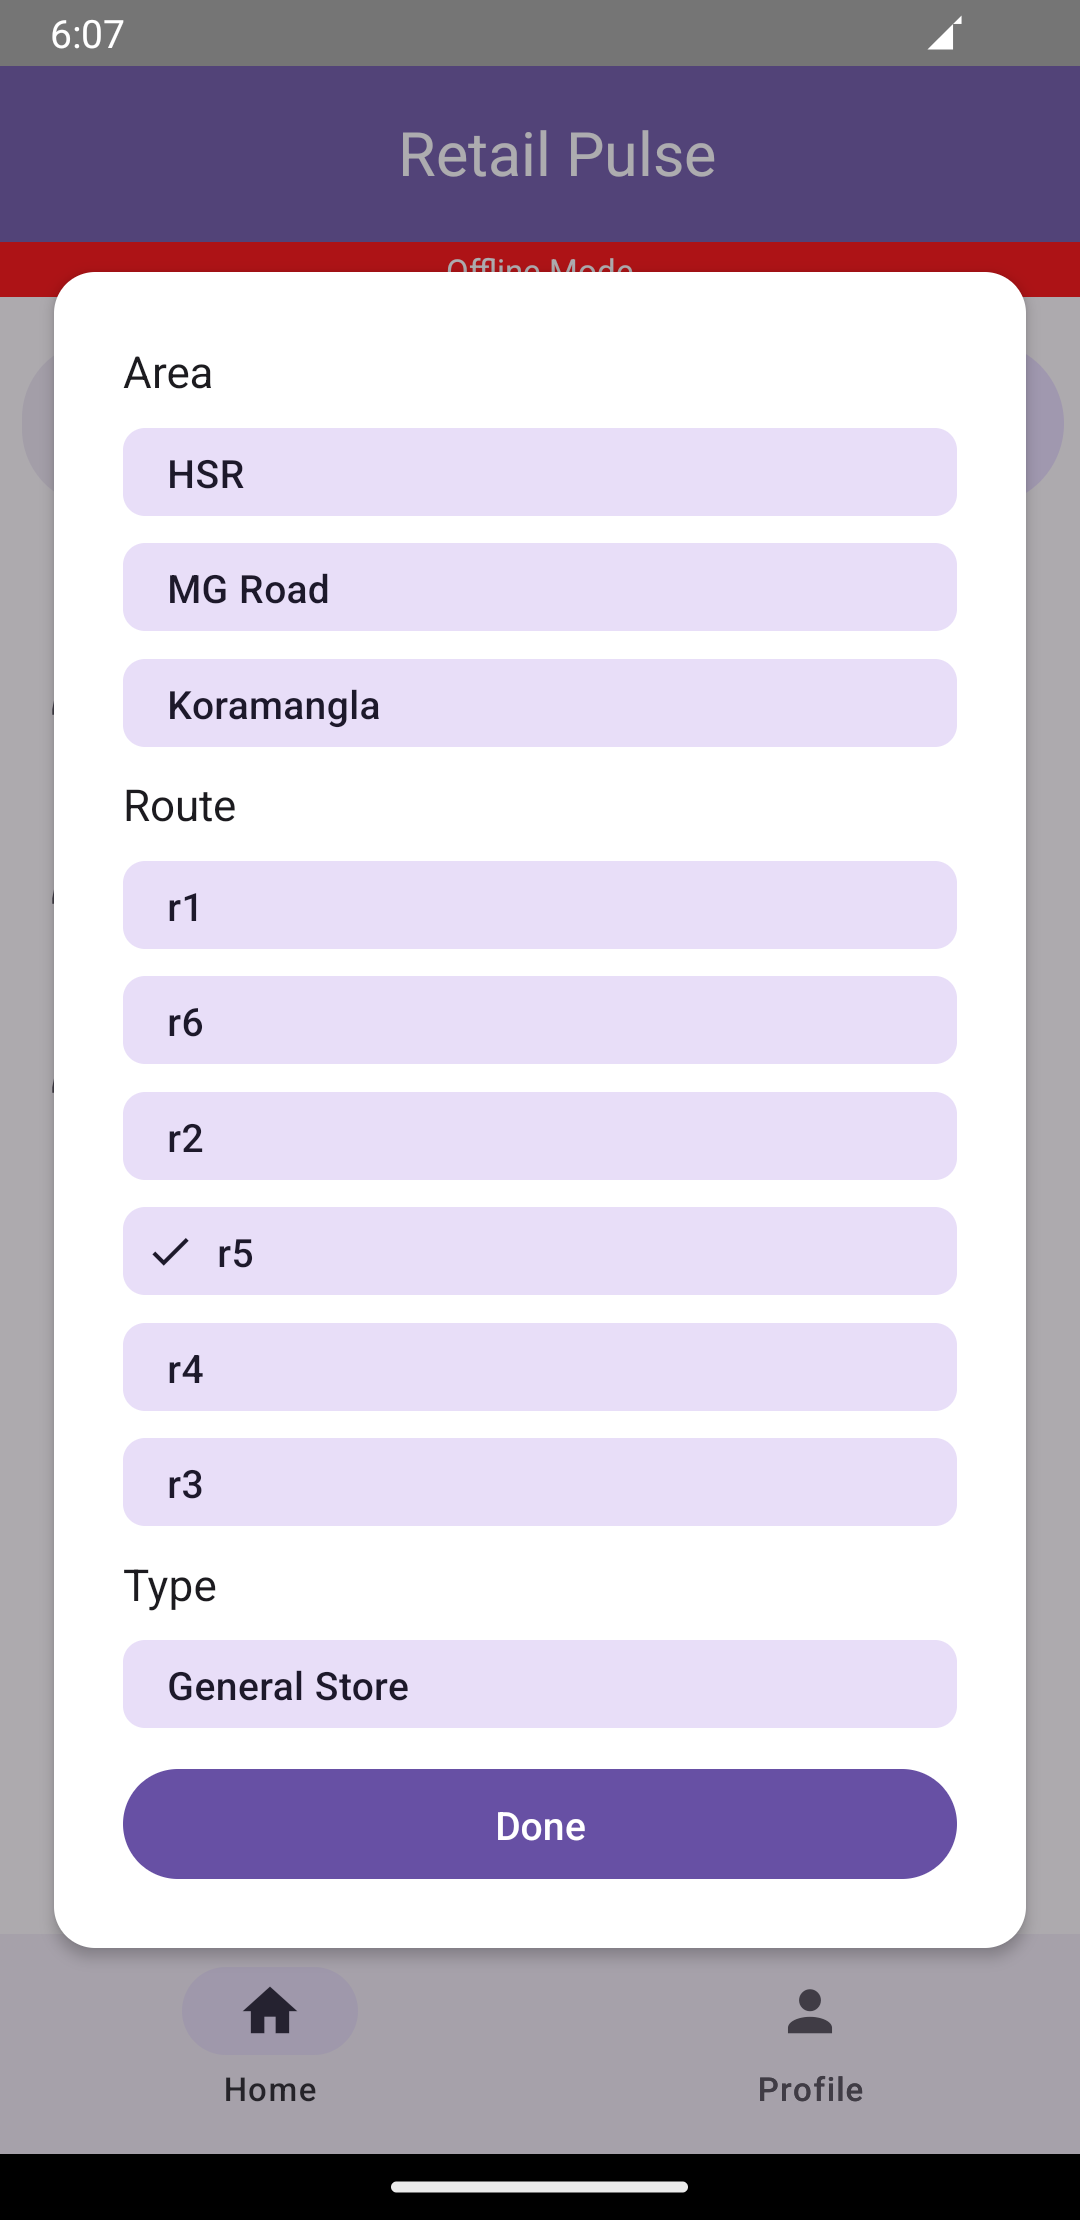 6:07
Retail Pulse
Offline Mode
Area
HSR
MG Road
Koramangla
Route
r1
r6
r2
r5
r4
r3
Type
General Store
Done
Home
Profile